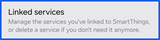 Linked services
Manage the services you've linked to SmartThings,
or delete a service if you don't need it anymore.